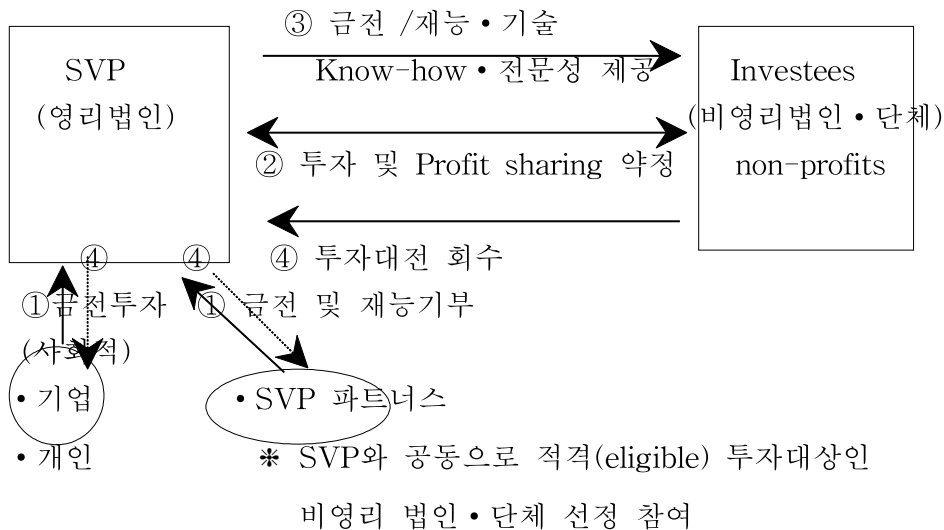 ③ 금전 /재능・기술
SVP
Know-how・전문성 제공
Investees
(영리법인)
(비영리법인・단체)
② 투자 및 Profit sharing 약정
non-profits
④ ④ ④ 투자대전 회수
①금전투자 ① 금전 및 재능기부
(사회적)
・기업 ・SVP 파트너스
・개인 ❉ SVP와 공동으로 적격(eligible) 투자대상인
비영리 법인・단체 선정 참여